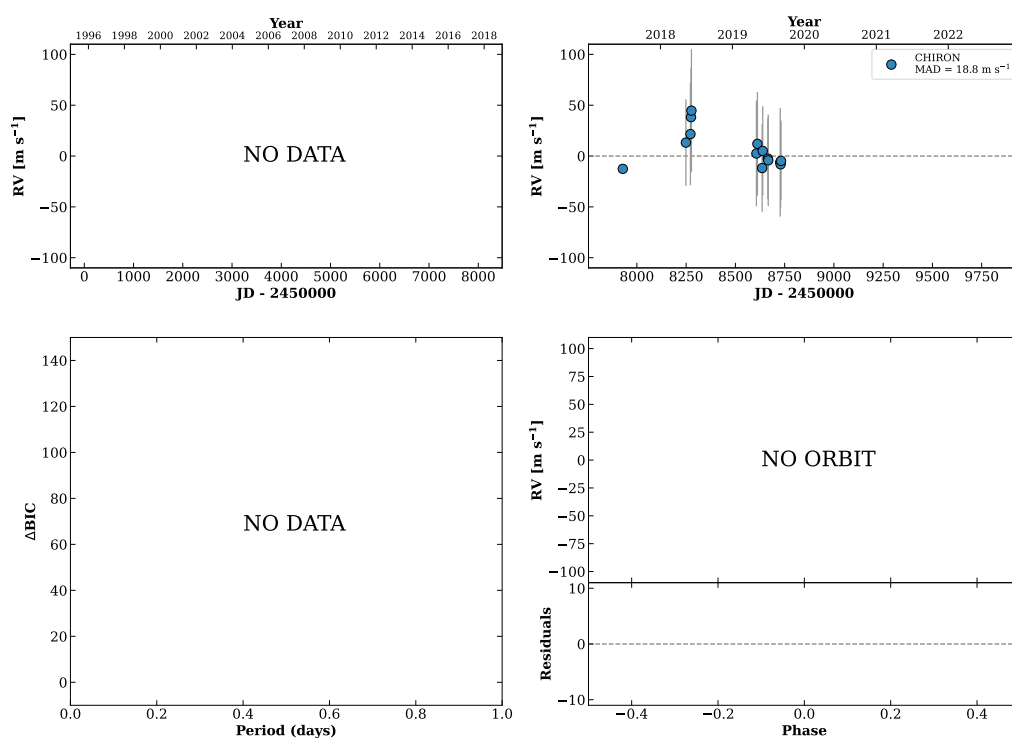 Year
1996 1998 2000 2002 2004 2006 2008 2010 2012 2014 2016 2018
100
50
0
−50
−100
RV [m s⁻¹]
NO DATA
0 1000 2000 3000 4000 5000 6000 7000 8000
JD - 2450000
Year
2018 2019 2020 2021 2022
100
50
0
−50
−100
RV [m s⁻¹]
CHIRON
MAD = 18.8 m s⁻¹
8000 8250 8500 8750 9000 9250 9500 9750
JD - 2450000
140
120
100
80
60
40
20
0
ΔBIC
NO DATA
0.0 0.2 0.4 0.6 0.8 1.0
Period (days)
100
75
50
25
0
−25
−50
−75
−100
RV [m s⁻¹]
NO ORBIT
10
0
−10
Residuals
−0.4 −0.2 0.0 0.2 0.4
Phase